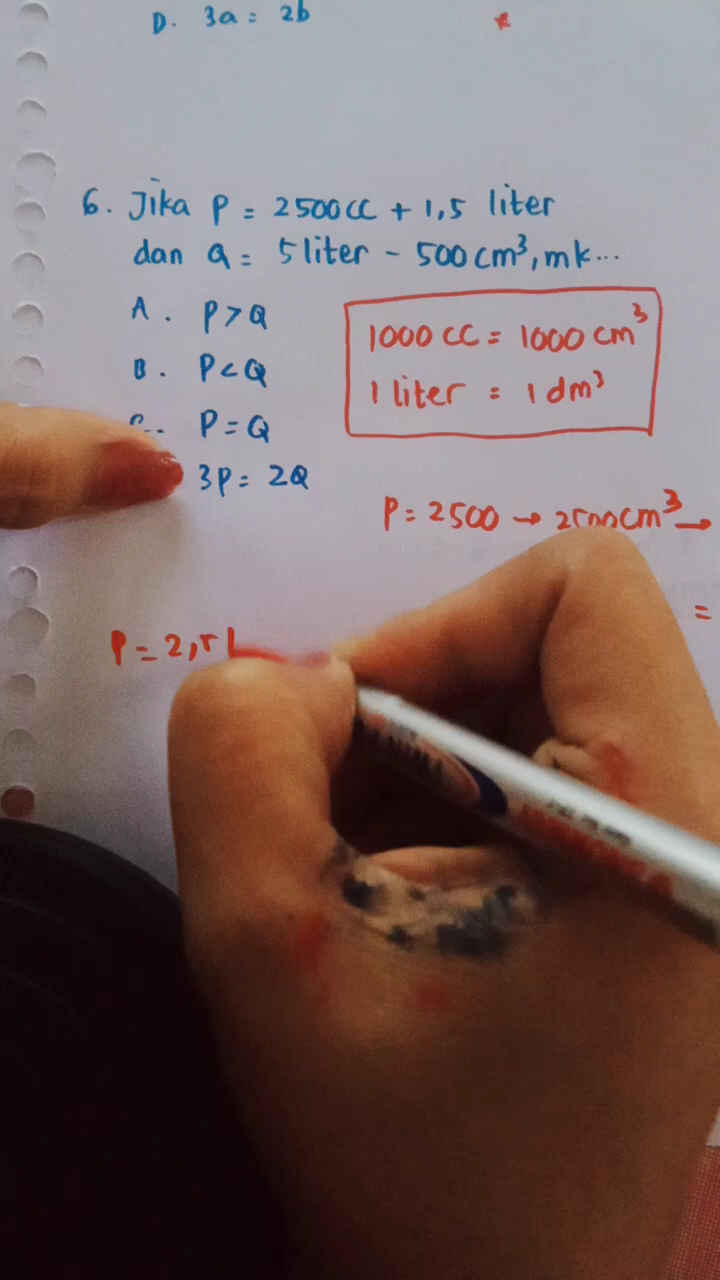 D. 3a = 2b
6. Jika P = 2500 CC + 1,5 liter
dan Q = 5 liter - 500 cm³, mk...
A. P > Q
B. P < Q
C. P = Q
3P = 2Q
1000 CC = 1000 cm³
1 liter = 1 dm³
P = 2500 → 2500 cm³ →
=
P = 2,5 l